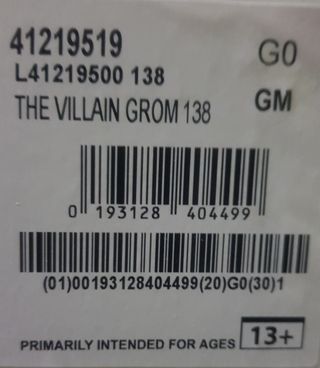 41219519 G0
L41219500 138 GM
THE VILLAIN GROM 138
0 193128 404499
(01)00193128404499(20)G0(30)1
PRIMARILY INTENDED FOR AGES 13+